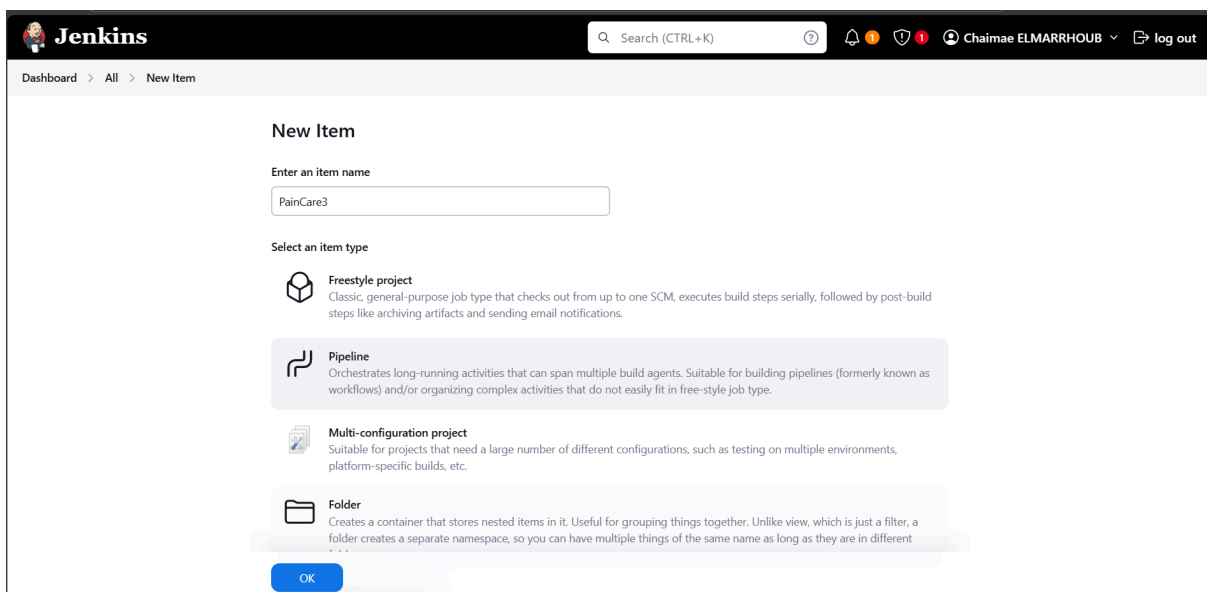 Jenkins
Search (CTRL+K)
?
1
1
Chaimae ELMARRHOUB
log out
Dashboard > All > New Item
New Item
Enter an item name
PainCare3
Select an item type
Freestyle project
Classic, general-purpose job type that checks out from up to one SCM, executes build steps serially, followed by post-build
steps like archiving artifacts and sending email notifications.
Pipeline
Orchestrates long-running activities that can span multiple build agents. Suitable for building pipelines (formerly known as
workflows) and/or organizing complex activities that do not easily fit in free-style job type.
Multi-configuration project
Suitable for projects that need a large number of different configurations, such as testing on multiple environments,
platform-specific builds, etc.
Folder
Creates a container that stores nested items in it. Useful for grouping things together. Unlike view, which is just a filter, a
folder creates a separate namespace, so you can have multiple things of the same name as long as they are in different
OK